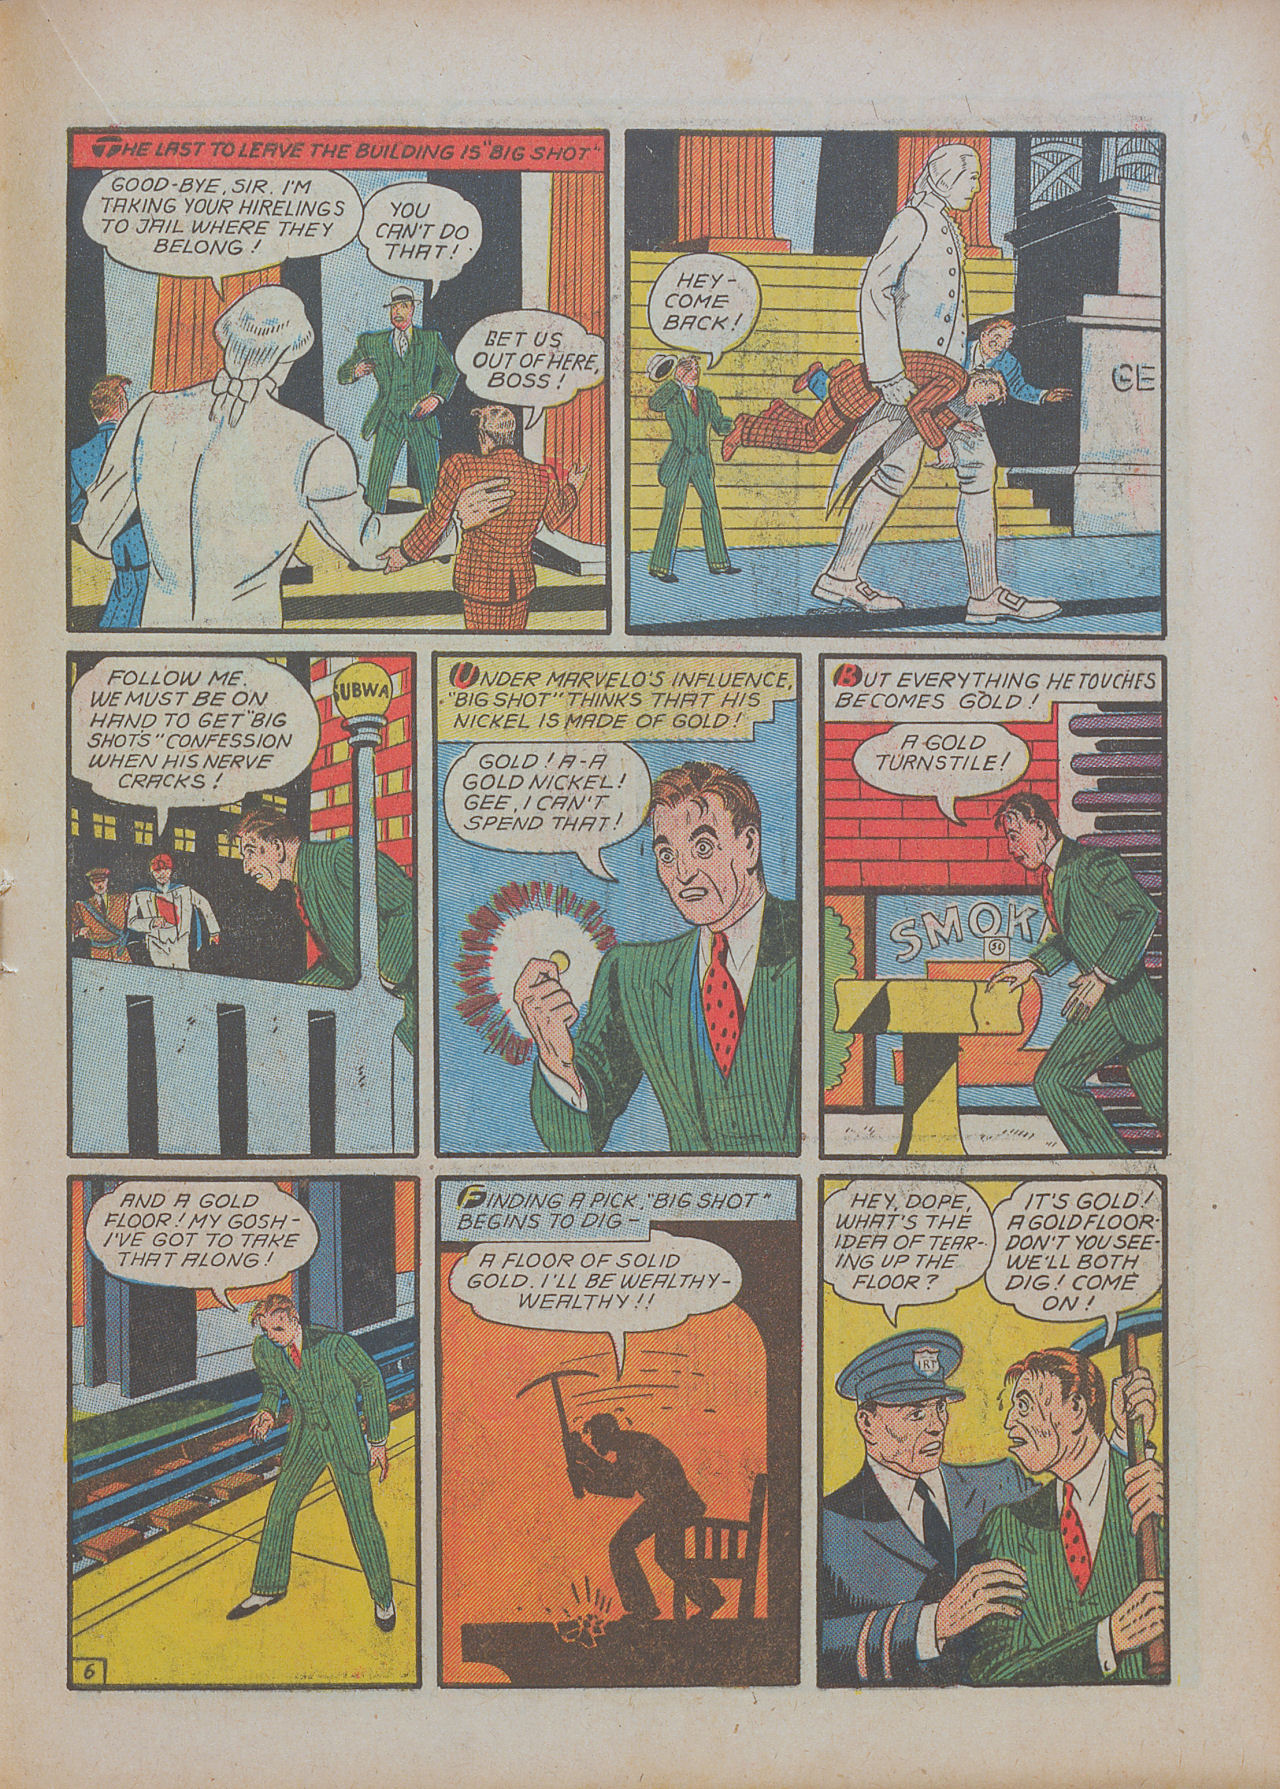 THE LAST TO LEAVE THE BUILDING IS "BIG SHOT"
GOOD-BYE, SIR. I'M
TAKING YOUR HIRELINGS
TO JAIL WHERE THEY
BELONG!
YOU
CAN'T DO
THAT!
GET US
OUT OF HERE,
BOSS!
HEY-
COME
BACK!
GE
FOLLOW ME.
WE MUST BE ON
HAND TO GET "BIG
SHOT'S" CONFESSION
WHEN HIS NERVE
CRACKS!
SUBWA
UNDER MARVELO'S INFLUENCE,
"BIG SHOT" THINKS THAT HIS
NICKEL IS MADE OF GOLD!
GOLD! A-A
GOLD NICKEL!
GEE, I CAN'T
SPEND THAT!
BUT EVERYTHING HE TOUCHES
BECOMES GOLD!
A GOLD
TURNSTILE!
SMOK
5¢
AND A GOLD
FLOOR! MY GOSH-
I'VE GOT TO TAKE
THAT ALONG!
6
FINDING A PICK, "BIG SHOT"
BEGINS TO DIG-
A FLOOR OF SOLID
GOLD. I'LL BE WEALTHY-
WEALTHY!!
HEY, DOPE,
WHAT'S THE
IDEA OF TEAR-
ING UP THE
FLOOR?
IT'S GOLD!
A GOLD FLOOR-
DON'T YOU SEE-
WE'LL BOTH
DIG! COME
ON!
IRT